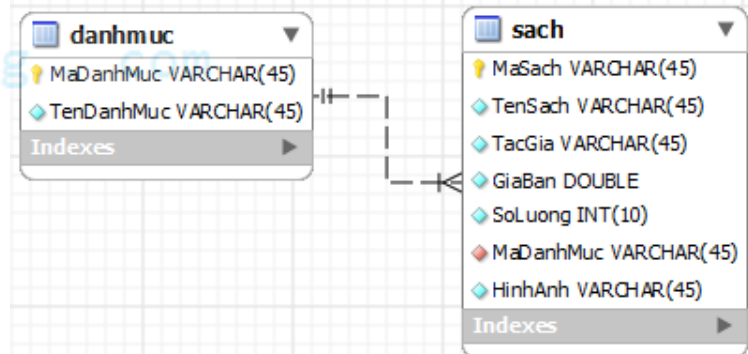 danhmuc
MaDanhMuc VARCHAR(45)
TenDanhMuc VARCHAR(45)
Indexes
sach
MaSach VARCHAR(45)
TenSach VARCHAR(45)
TacGia VARCHAR(45)
GiaBan DOUBLE
SoLuong INT(10)
MaDanhMuc VARCHAR(45)
HinhAnh VARCHAR(45)
Indexes